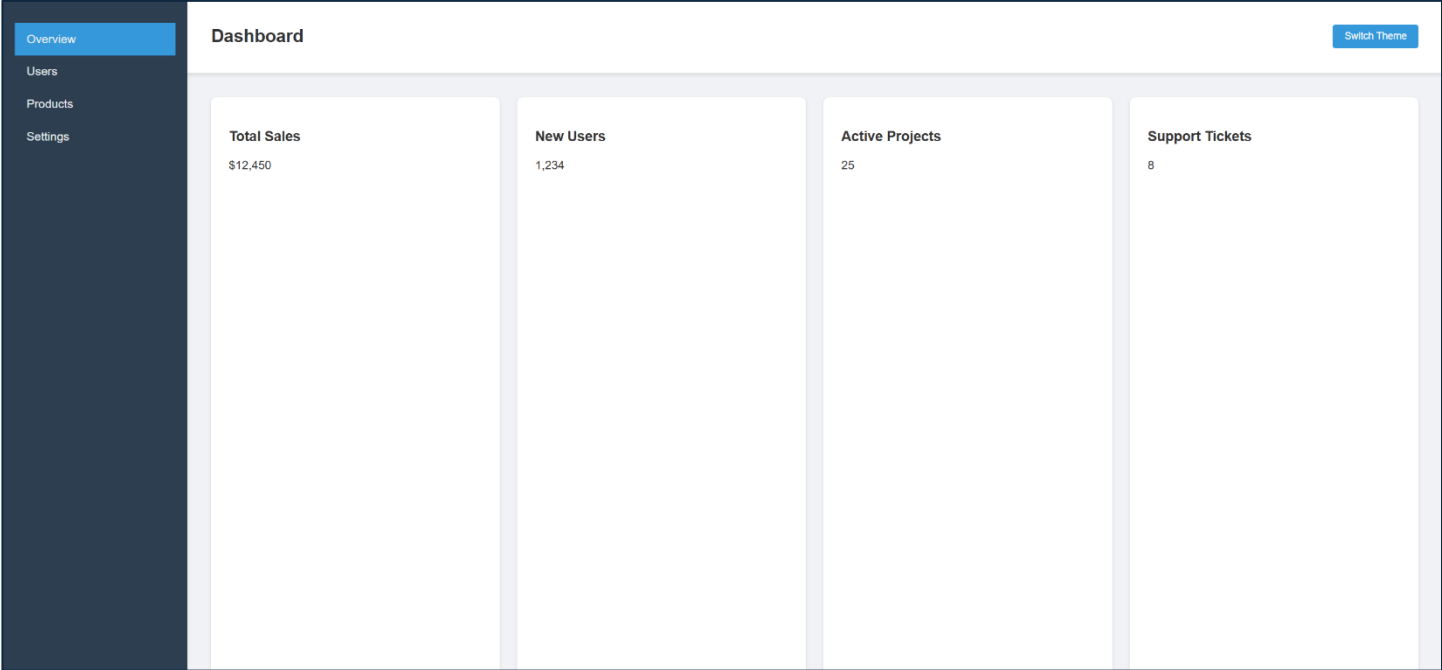 Overview
Users
Products
Settings
Dashboard
Switch Theme
Total Sales
$12,450
New Users
1,234
Active Projects
25
Support Tickets
8